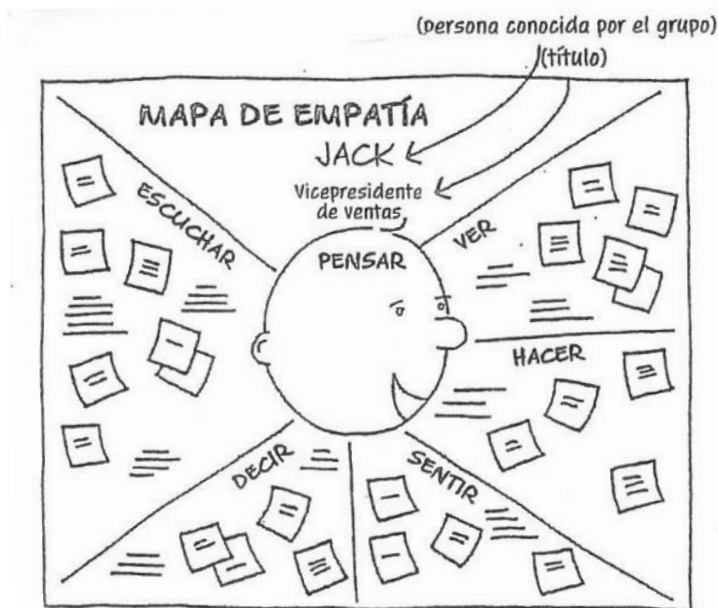 (persona conocida por el grupo)
(título)
MAPA DE EMPATÍA
JACK
Vicepresidente
de ventas
ESCUCHAR
PENSAR
VER
HACER
DECIR
SENTIR